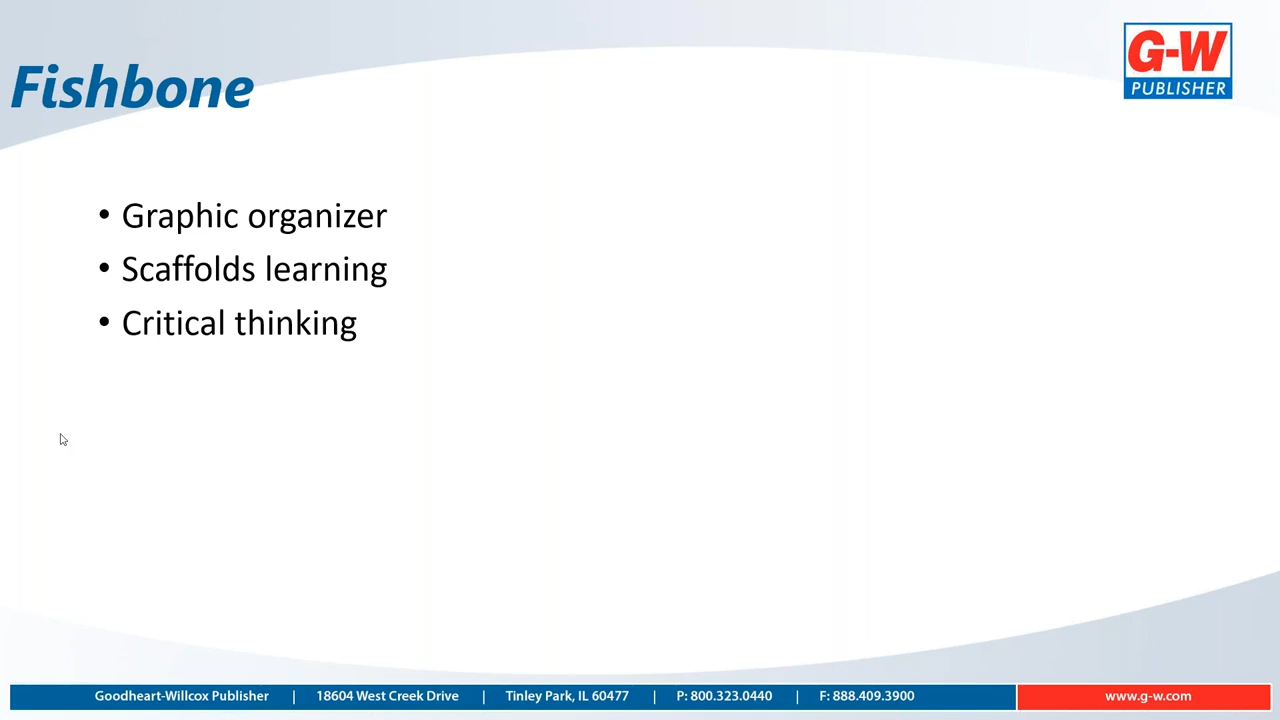 Fishbone
G-W
PUBLISHER
• Graphic organizer
• Scaffolds learning
• Critical thinking
Goodheart-Willcox Publisher | 18604 West Creek Drive | Tinley Park, IL 60477 | P: 800.323.0440 | F: 888.409.3900 www.g-w.com